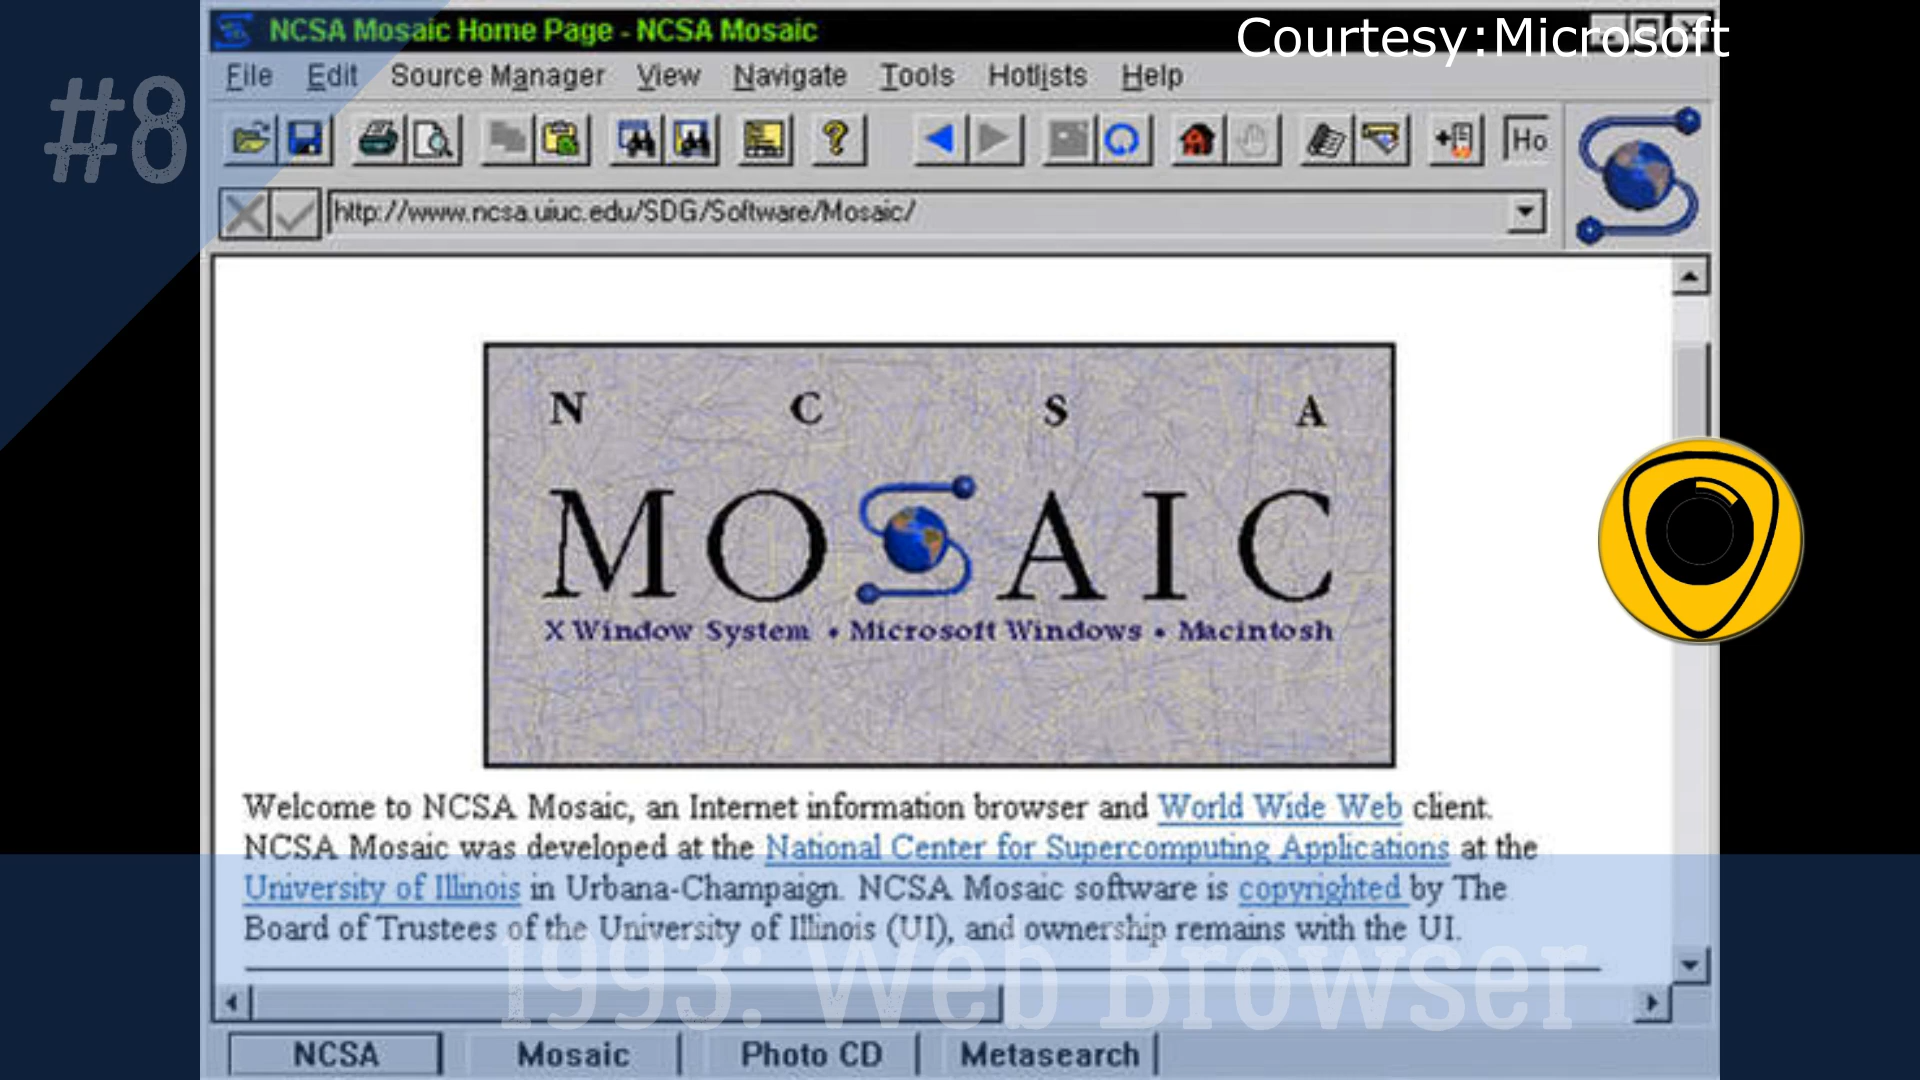 #8
NCSA Mosaic Home Page - NCSA Mosaic
Courtesy:Microsoft
File Edit Source Manager View Navigate Tools Hotlists Help
Ho
http://www.ncsa.uiuc.edu/SDG/Software/Mosaic/
N C S A
MOSAIC
X Window System • Microsoft Windows • Macintosh
Welcome to NCSA Mosaic, an Internet information browser and World Wide Web client.
NCSA Mosaic was developed at the National Center for Supercomputing Applications at the
University of Illinois in Urbana-Champaign. NCSA Mosaic software is copyrighted by The
Board of Trustees of the University of Illinois (UI), and ownership remains with the UI.
1993: Web Browser
NCSA Mosaic Photo CD Metasearch